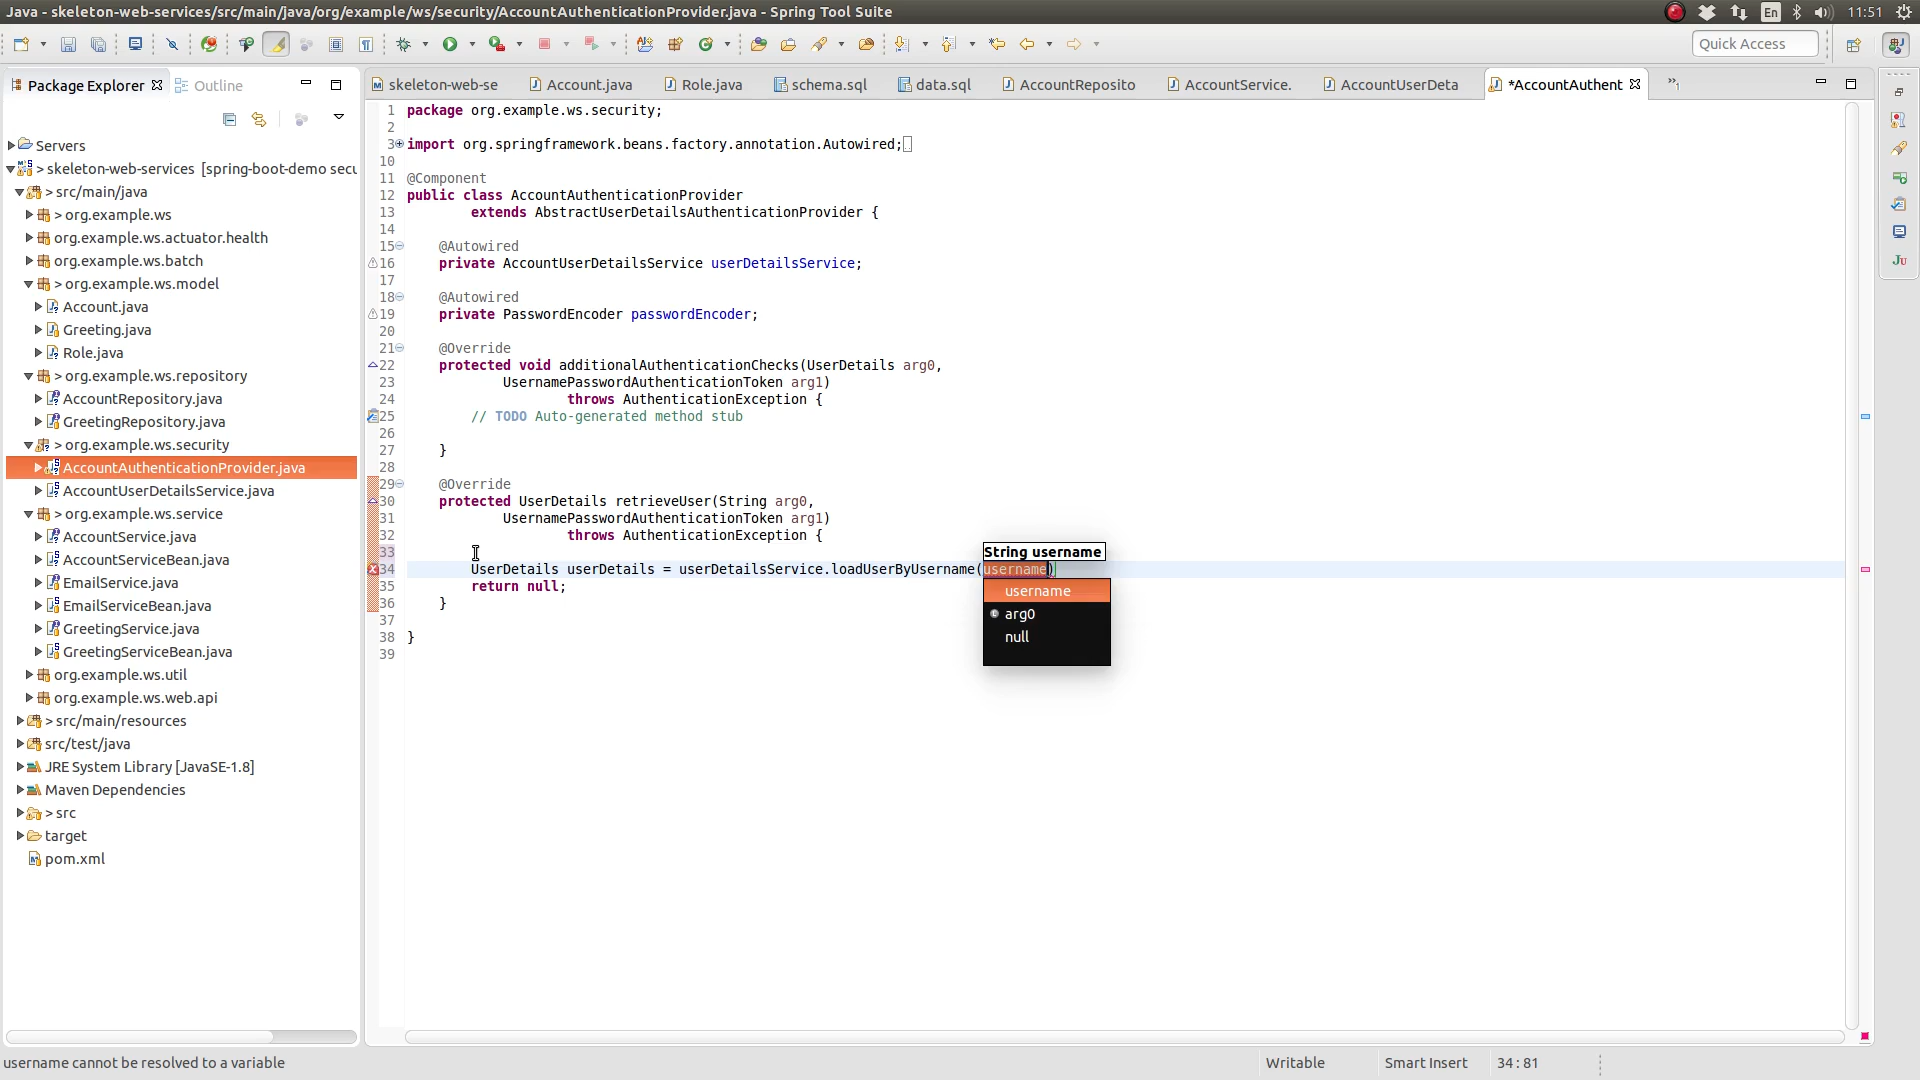 Java - skeleton-web-services/src/main/java/org/example/ws/security/AccountAuthenticationProvider.java - Spring Tool Suite
En
11:51
Quick Access
Package Explorer
Outline
skeleton-web-se
Account.java
Role.java
schema.sql
data.sql
AccountReposito
AccountService.
AccountUserDeta
*AccountAuthent
Servers
> skeleton-web-services [spring-boot-demo secu
> src/main/java
> org.example.ws
org.example.ws.actuator.health
org.example.ws.batch
> org.example.ws.model
Account.java
Greeting.java
Role.java
> org.example.ws.repository
AccountRepository.java
GreetingRepository.java
> org.example.ws.security
AccountAuthenticationProvider.java
AccountUserDetailsService.java
> org.example.ws.service
AccountService.java
AccountServiceBean.java
EmailService.java
EmailServiceBean.java
GreetingService.java
GreetingServiceBean.java
org.example.ws.util
org.example.ws.web.api
> src/main/resources
src/test/java
JRE System Library [JavaSE-1.8]
Maven Dependencies
> src
target
pom.xml
1 package org.example.ws.security;
2
3 import org.springframework.beans.factory.annotation.Autowired;
10
11 @Component
12 public class AccountAuthenticationProvider
13 extends AbstractUserDetailsAuthenticationProvider {
14
15 @Autowired
16 private AccountUserDetailsService userDetailsService;
17
18 @Autowired
19 private PasswordEncoder passwordEncoder;
20
21 @Override
22 protected void additionalAuthenticationChecks(UserDetails arg0,
23 UsernamePasswordAuthenticationToken arg1)
24 throws AuthenticationException {
25 // TODO Auto-generated method stub
26
27 }
28
29 @Override
30 protected UserDetails retrieveUser(String arg0,
31 UsernamePasswordAuthenticationToken arg1)
32 throws AuthenticationException {
33
34 UserDetails userDetails = userDetailsService.loadUserByUsername(username)
35 return null;
36 }
37
38 }
39
String username
username
arg0
null
JU
username cannot be resolved to a variable
Writable
Smart Insert
34 : 81